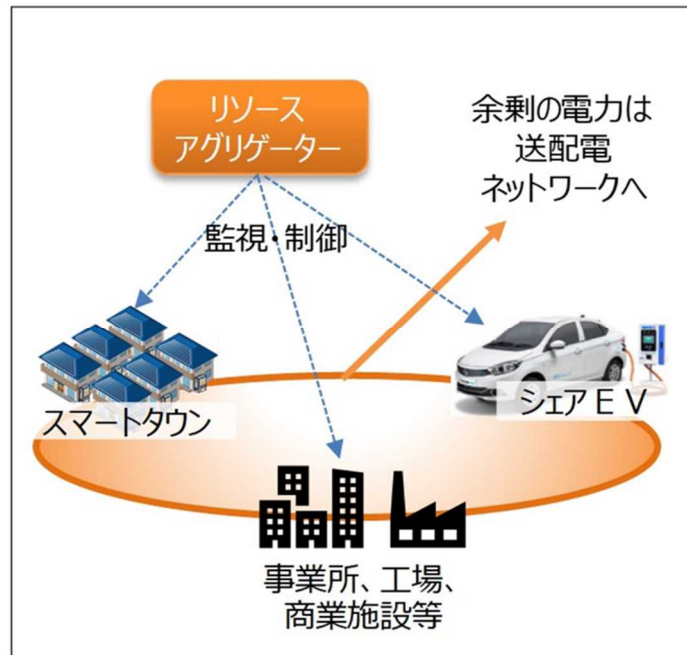 リソース
アグリゲーター
余剰の電力は
送配電
ネットワークへ
監視・制御
スマートタウン
シェアＥＶ
事業所、工場、
商業施設等